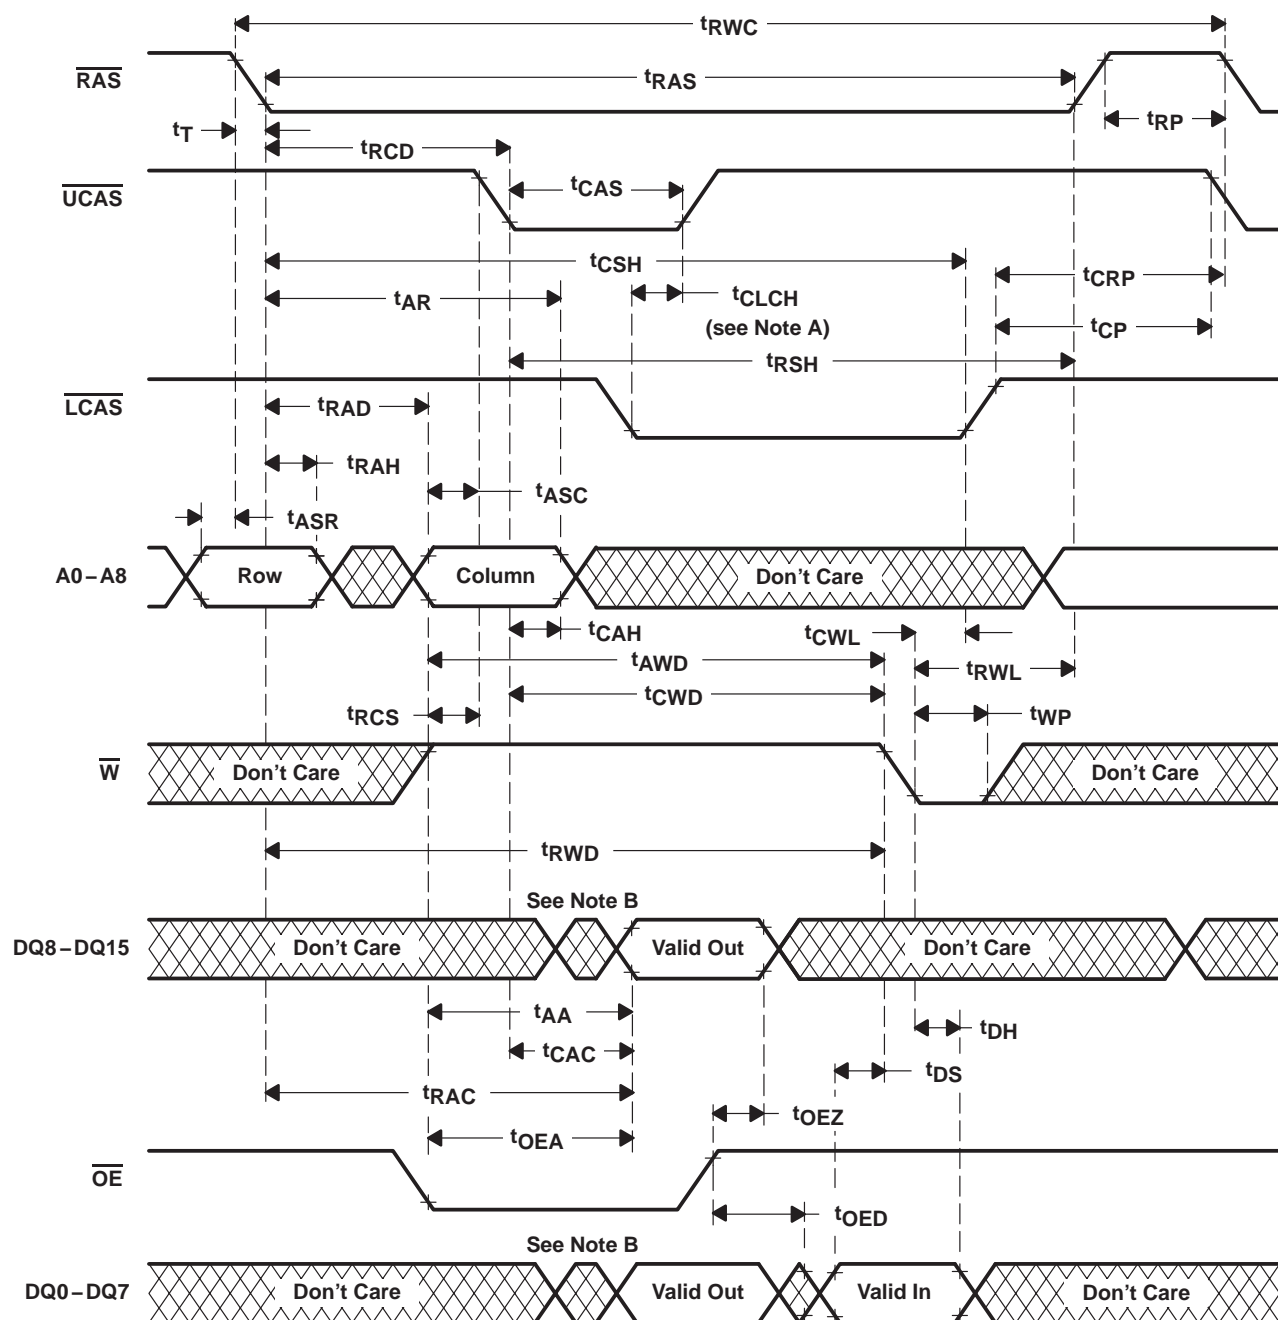 tRWC
RAS
tRAS
tT
tRP
tRCD
UCAS
tCAS
tCSH
tCRP
tAR
tCLCH
(see Note A)
tCP
tRSH
LCAS
tRAD
tRAH
tASC
tASR
A0–A8
Row
Column
Don't Care
tCAH
tCWL
tAWD
tRWL
tCWD
tRCS
tWP
W
Don't Care
Don't Care
tRWD
See Note B
DQ8–DQ15
Don't Care
Valid Out
Don't Care
tAA
tDH
tCAC
tDS
tRAC
tOEZ
tOEA
OE
tOED
See Note B
DQ0–DQ7
Don't Care
Valid Out
Valid In
Don't Care